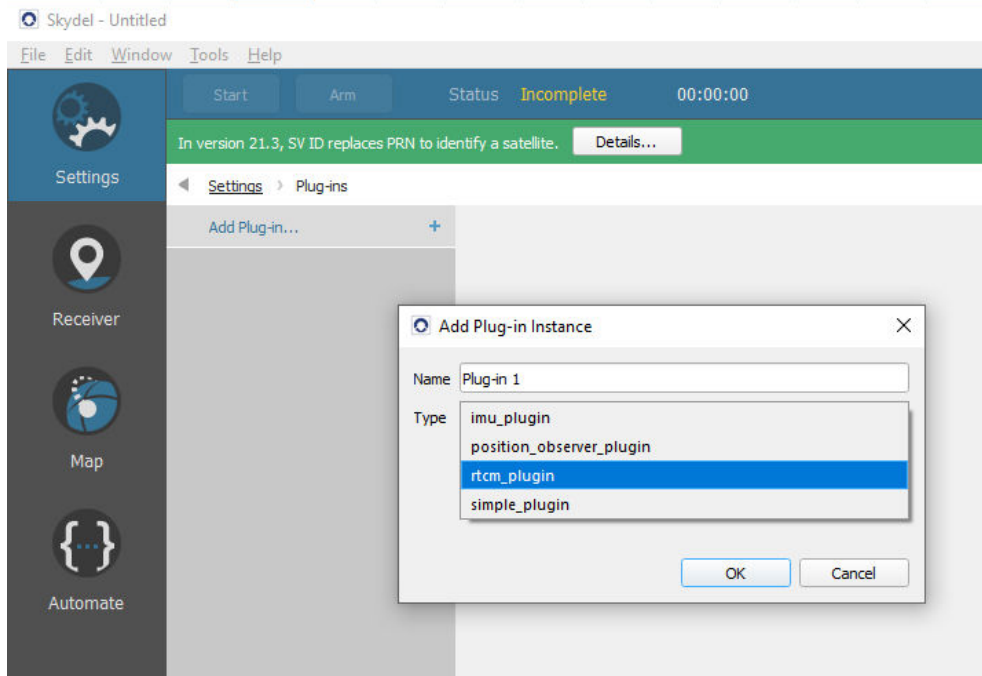 Skydel - Untitled
File Edit Window Tools Help
Start Arm Status Incomplete 00:00:00
In version 21.3, SV ID replaces PRN to identify a satellite. Details...
Settings
Settings Plug-ins
Add Plug-in... +
Receiver
Add Plug-in Instance
Name Plug-in 1
Type imu_plugin
position_observer_plugin
Map
rtcm_plugin
simple_plugin
OK Cancel
Automate